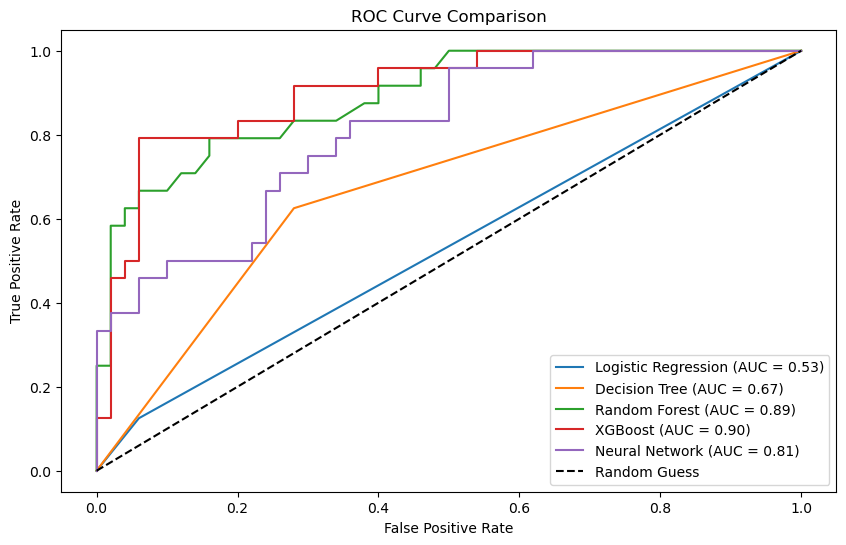 ROC Curve Comparison
True Positive Rate
1.0
0.8
0.6
0.4
0.2
0.0
Logistic Regression (AUC = 0.53)
Decision Tree (AUC = 0.67)
Random Forest (AUC = 0.89)
XGBoost (AUC = 0.90)
Neural Network (AUC = 0.81)
Random Guess
0.0 0.2 0.4 0.6 0.8 1.0
False Positive Rate